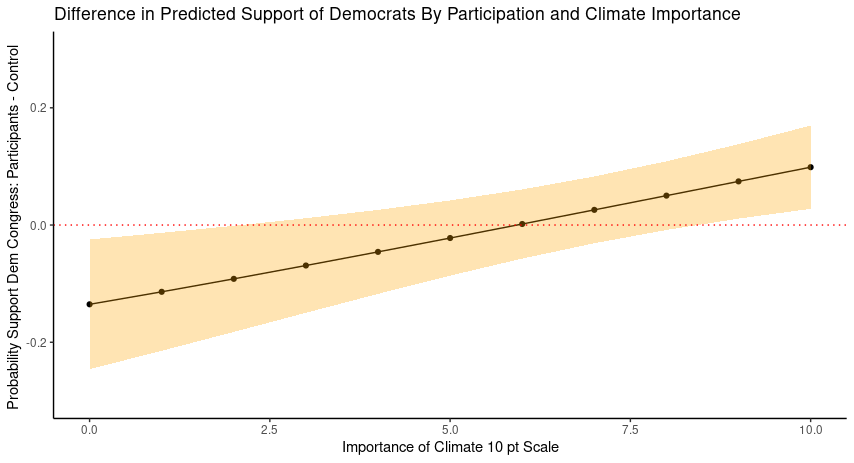 Difference in Predicted Support of Democrats By Participation and Climate Importance
Probability Support Dem Congress: Participants - Control
0.2
0.0
-0.2
0.0
2.5
5.0
7.5
10.0
Importance of Climate 10 pt Scale